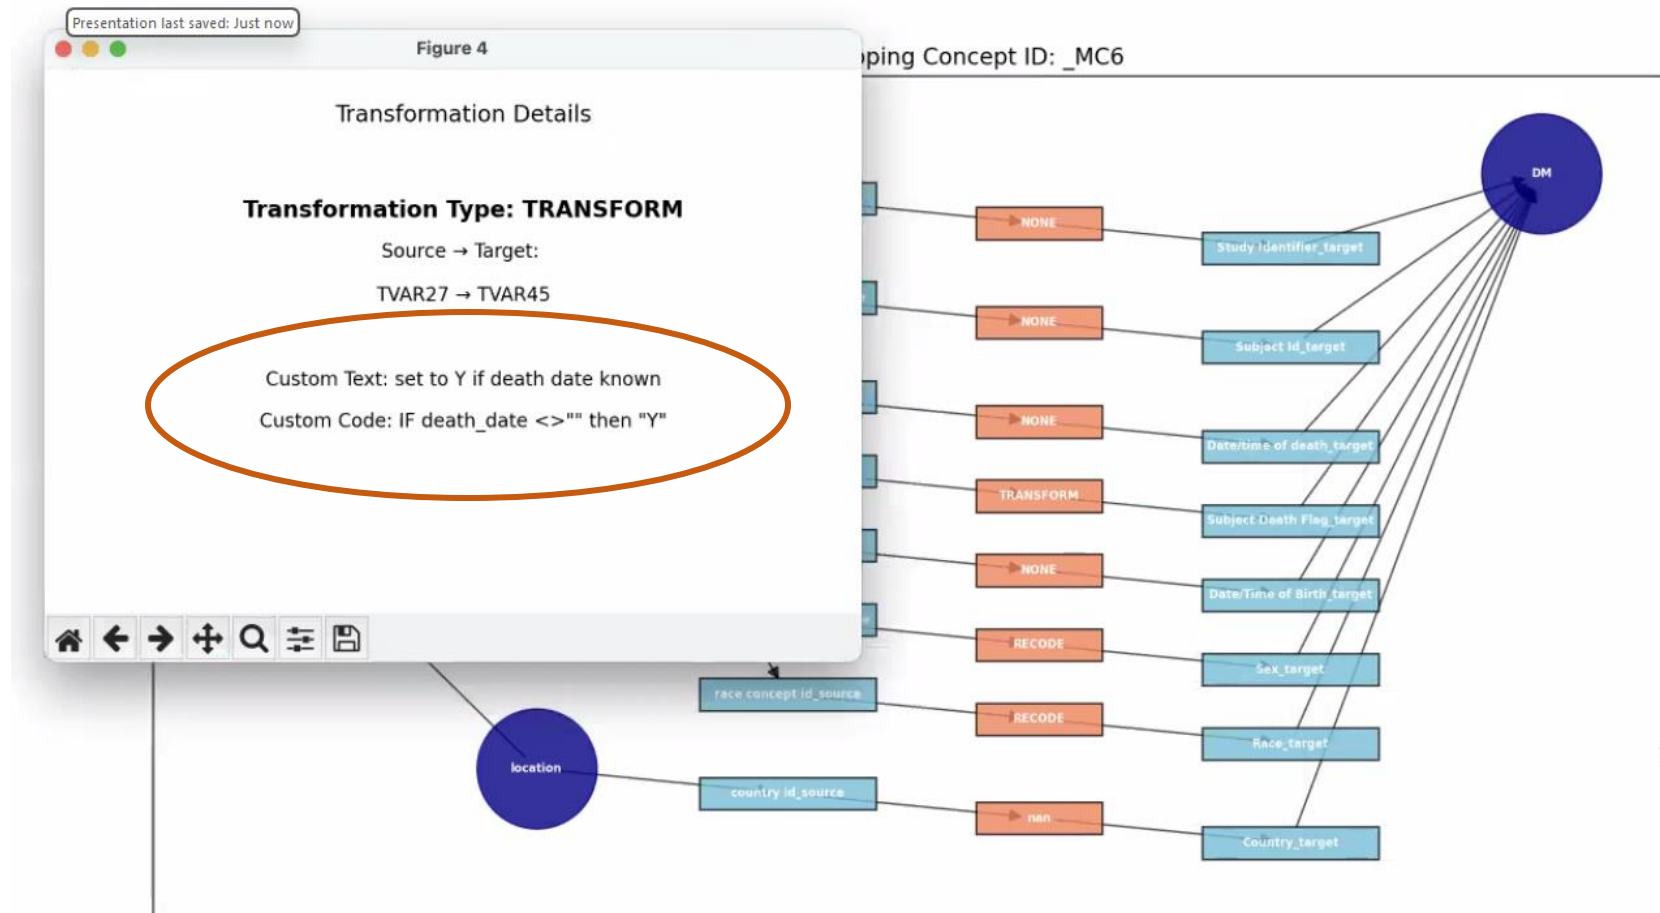 Presentation last saved: Just now
Figure 4
pping Concept ID: _MC6
Transformation Details
Transformation Type: TRANSFORM
Source → Target:
TVAR27 → TVAR45
Custom Text: set to Y if death date known
Custom Code: IF death_date <>"" then "Y"
DM
NONE
Study Identifier_target
NONE
Subject Id_target
NONE
Date/time of death_target
TRANSFORM
Subject Death Flag_target
NONE
Date/Time of Birth_target
RECODE
Sex_target
race concept id_source
RECODE
Race_target
location
country id_source
nan
Country_target